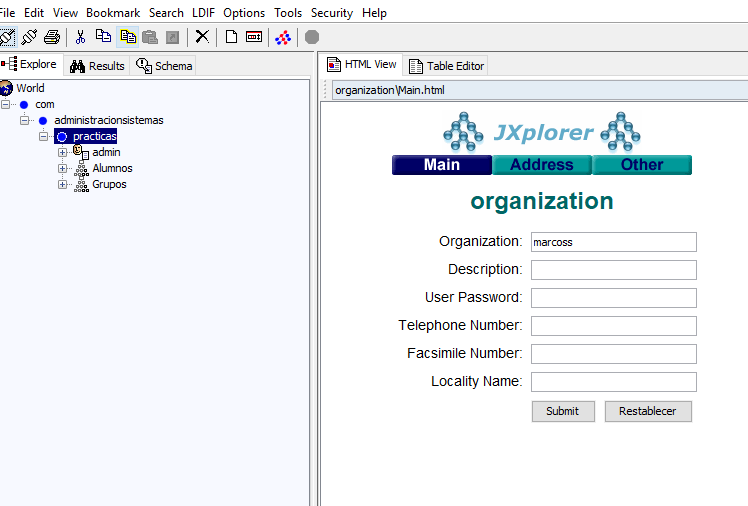 File Edit View Bookmark Search LDIF Options Tools Security Help
Explore Results Schema
HTML View Table Editor
World
com
administracionsistemas
practicas
admin
Alumnos
Grupos
organization\Main.html
JXplorer
Main Address Other
organization
Organization: marcoss
Description:
User Password:
Telephone Number:
Facsimile Number:
Locality Name:
Submit Restablecer